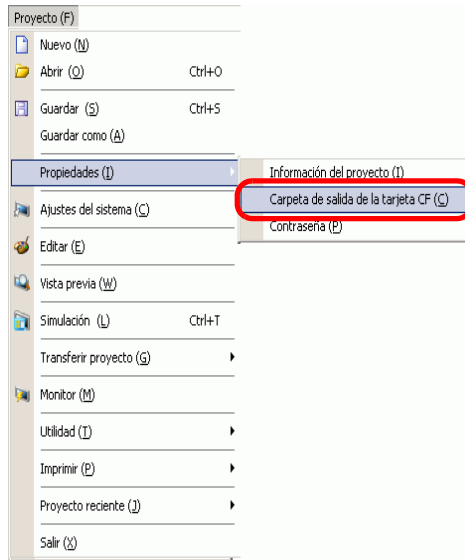 Proyecto (F)
Nuevo (N)
Abrir (O) Ctrl+O
Guardar (S) Ctrl+S
Guardar como (A)
Propiedades (I)
Información del proyecto (I)
Carpeta de salida de la tarjeta CF (C)
Contraseña (P)
Ajustes del sistema (C)
Editar (E)
Vista previa (W)
Simulación (L) Ctrl+T
Transferir proyecto (G)
Monitor (M)
Utilidad (T)
Imprimir (P)
Proyecto reciente (J)
Salir (X)